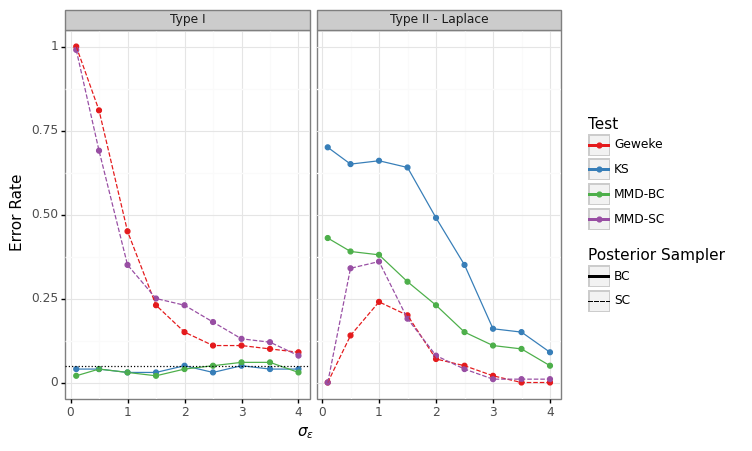 Type I
Type II - Laplace
1
0.75
0.50
0.25
0
Error Rate
0 1 2 3 4
0 1 2 3 4
σε
Test
Geweke
KS
MMD-BC
MMD-SC
Posterior Sampler
BC
SC